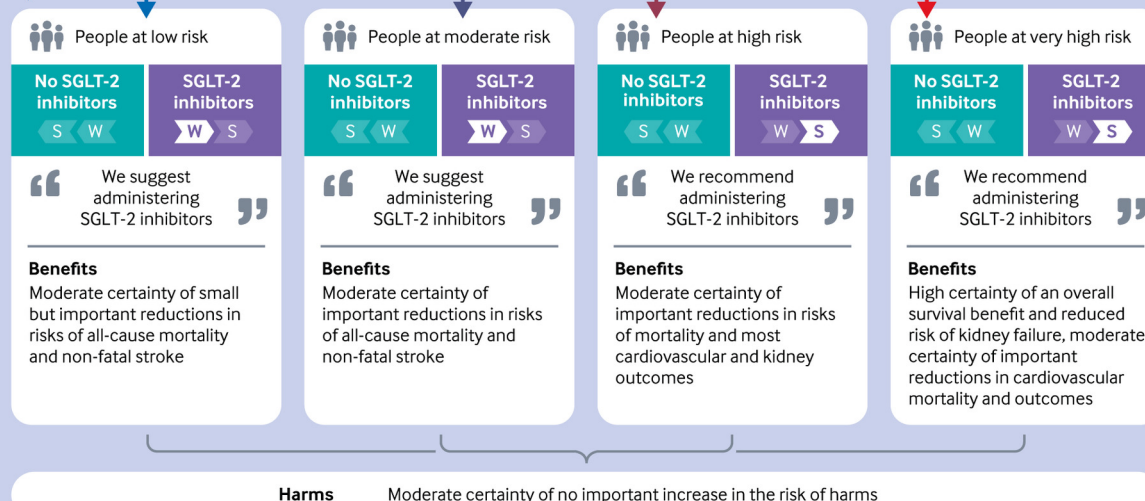 People at low risk
No SGLT-2
inhibitors
S W
SGLT-2
inhibitors
W S
“ We suggest
administering
SGLT-2 inhibitors ”
Benefits
Moderate certainty of small
but important reductions in
risks of all-cause mortality
and non-fatal stroke
People at moderate risk
No SGLT-2
inhibitors
S W
SGLT-2
inhibitors
W S
“ We suggest
administering
SGLT-2 inhibitors ”
Benefits
Moderate certainty of
important reductions in risks
of all-cause mortality and
non-fatal stroke
People at high risk
No SGLT-2
inhibitors
S W
SGLT-2
inhibitors
W S
“ We recommend
administering
SGLT-2 inhibitors ”
Benefits
Moderate certainty of
important reductions in risks
of mortality and most
cardiovascular and kidney
outcomes
People at very high risk
No SGLT-2
inhibitors
S W
SGLT-2
inhibitors
W S
“ We recommend
administering
SGLT-2 inhibitors ”
Benefits
High certainty of an overall
survival benefit and reduced
risk of kidney failure, moderate
certainty of important
reductions in cardiovascular
mortality and outcomes
Harms Moderate certainty of no important increase in the risk of harms